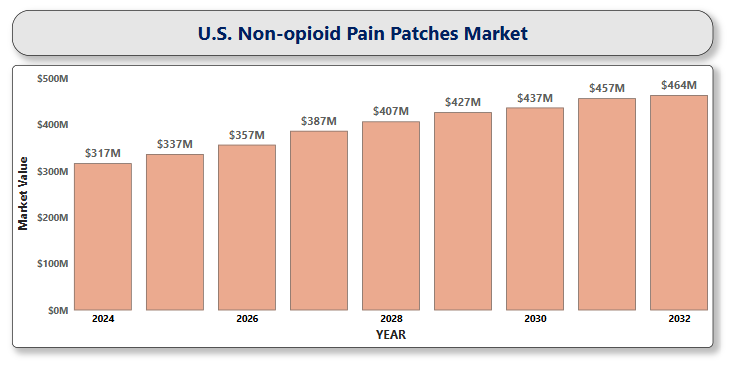 U.S. Non-opioid Pain Patches Market
Market Value
$500M
$400M
$300M
$200M
$100M
$0M
$317M
$337M
$357M
$387M
$407M
$427M
$437M
$457M
$464M
2024
2026
2028
2030
2032
YEAR